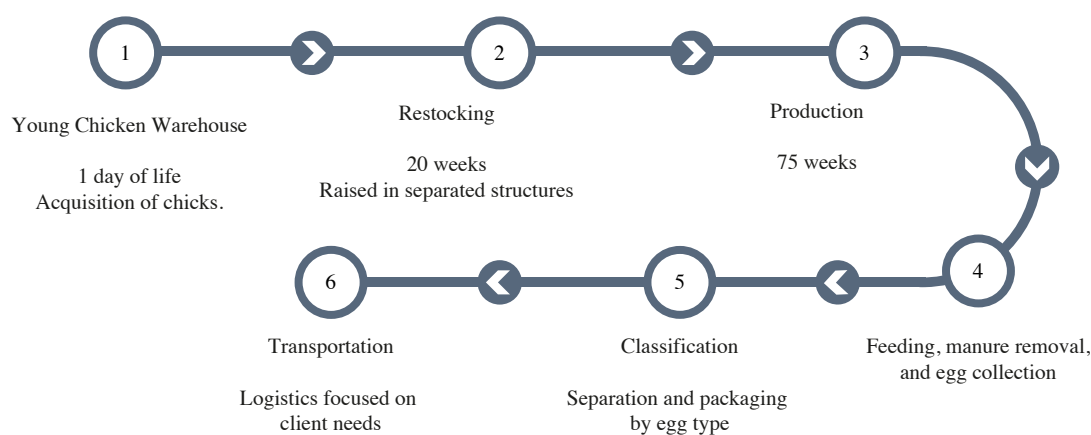 1
2
3
Young Chicken Warehouse
1 day of life
Acquisition of chicks.
Restocking
20 weeks
Raised in separated structures
Production
75 weeks
4
Feeding, manure removal,
and egg collection
5
Classification
Separation and packaging
by egg type
6
Transportation
Logistics focused on
client needs